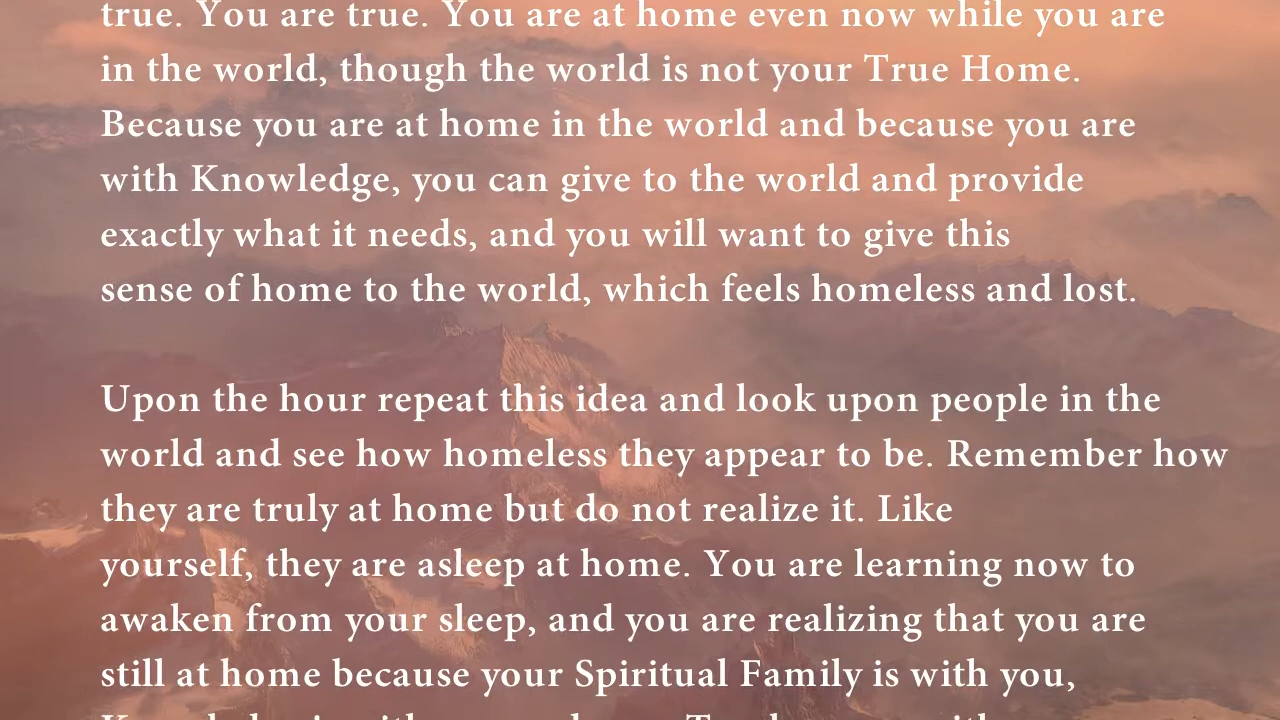 true. You are true. You are at home even now while you are
in the world, though the world is not your True Home.
Because you are at home in the world and because you are
with Knowledge, you can give to the world and provide
exactly what it needs, and you will want to give this
sense of home to the world, which feels homeless and lost.
Upon the hour repeat this idea and look upon people in the
world and see how homeless they appear to be. Remember how
they are truly at home but do not realize it. Like
yourself, they are asleep at home. You are learning now to
awaken from your sleep, and you are realizing that you are
still at home because your Spiritual Family is with you,